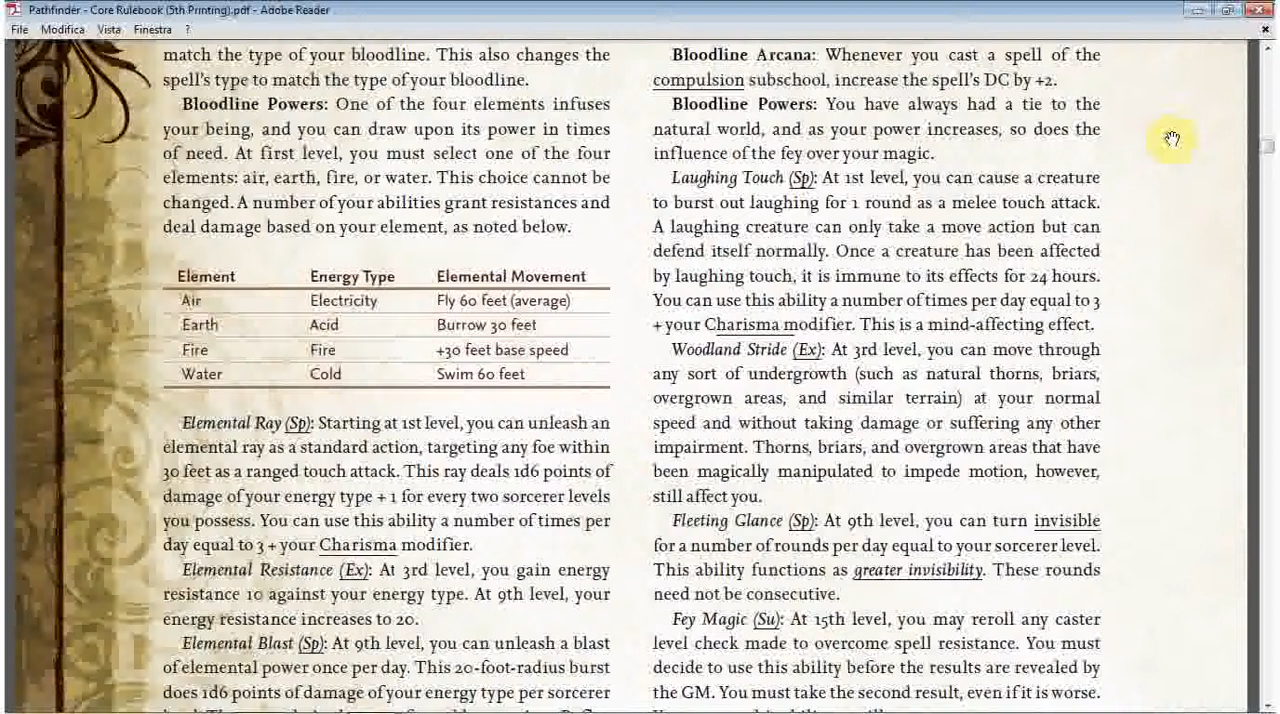 Pathfinder - Core Rulebook (5th Printing).pdf - Adobe Reader
File Modifica Vista Finestra ?
match the type of your bloodline. This also changes the
spell's type to match the type of your bloodline.
Bloodline Powers: One of the four elements infuses
your being, and you can draw upon its power in times
of need. At first level, you must select one of the four
elements: air, earth, fire, or water. This choice cannot be
changed. A number of your abilities grant resistances and
deal damage based on your element, as noted below.
Element Energy Type Elemental Movement
Air Electricity Fly 60 feet (average)
Earth Acid Burrow 30 feet
Fire Fire +30 feet base speed
Water Cold Swim 60 feet
Elemental Ray (Sp): Starting at 1st level, you can unleash an
elemental ray as a standard action, targeting any foe within
30 feet as a ranged touch attack. This ray deals 1d6 points of
damage of your energy type + 1 for every two sorcerer levels
you possess. You can use this ability a number of times per
day equal to 3 + your Charisma modifier.
Elemental Resistance (Ex): At 3rd level, you gain energy
resistance 10 against your energy type. At 9th level, your
energy resistance increases to 20.
Elemental Blast (Sp): At 9th level, you can unleash a blast
of elemental power once per day. This 20-foot-radius burst
does 1d6 points of damage of your energy type per sorcerer
Bloodline Arcana: Whenever you cast a spell of the
compulsion subschool, increase the spell's DC by +2.
Bloodline Powers: You have always had a tie to the
natural world, and as your power increases, so does the
influence of the fey over your magic.
Laughing Touch (Sp): At 1st level, you can cause a creature
to burst out laughing for 1 round as a melee touch attack.
A laughing creature can only take a move action but can
defend itself normally. Once a creature has been affected
by laughing touch, it is immune to its effects for 24 hours.
You can use this ability a number of times per day equal to 3
+ your Charisma modifier. This is a mind-affecting effect.
Woodland Stride (Ex): At 3rd level, you can move through
any sort of undergrowth (such as natural thorns, briars,
overgrown areas, and similar terrain) at your normal
speed and without taking damage or suffering any other
impairment. Thorns, briars, and overgrown areas that have
been magically manipulated to impede motion, however,
still affect you.
Fleeting Glance (Sp): At 9th level, you can turn invisible
for a number of rounds per day equal to your sorcerer level.
This ability functions as greater invisibility. These rounds
need not be consecutive.
Fey Magic (Su): At 15th level, you may reroll any caster
level check made to overcome spell resistance. You must
decide to use this ability before the results are revealed by
the GM. You must take the second result, even if it is worse.